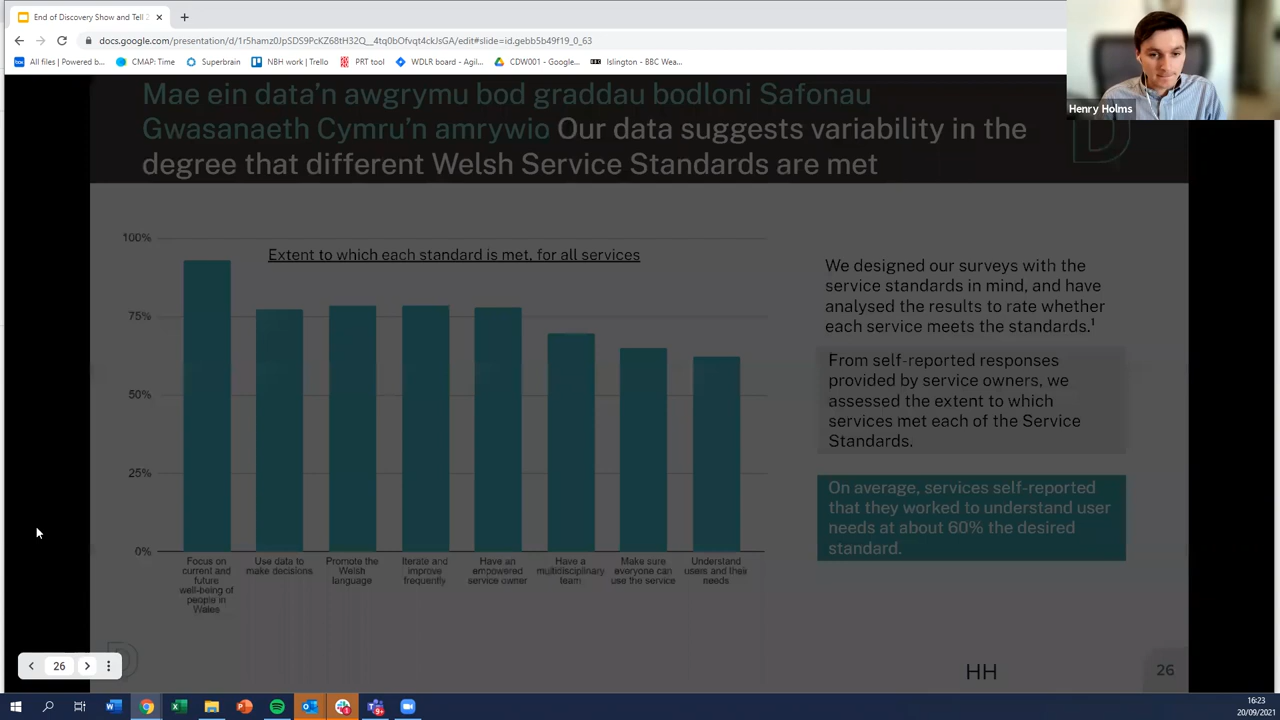 End of Discovery Show and Tell 2
docs.google.com/presentation/d/1r5hamz0JpSDS9PcKZ68tH32Q__4tq0bOfvqt4ckJsGA/edit#slide=id.gebb5b49f19_0_63
All files | Powered b... CMAP: Time Superbrain NBH work | Trello PRT tool WDLR board - Agil... CDW001 - Google... Islington - BBC Wea...
Henry Holms
Mae ein data'n awgrymu bod graddau bodloni Safonau
Gwasanaeth Cymru'n amrywio Our data suggests variability in the
degree that different Welsh Service Standards are met
D
Extent to which each standard is met, for all services
100%
75%
50%
25%
0%
Focus on
current and
future
well-being of
people in
Wales
Use data to
make decisions
Promote the
Welsh
language
Iterate and
improve
frequently
Have an
empowered
service owner
Have a
multidisciplinary
team
Make sure
everyone can
use the service
Understand
users and their
needs
We designed our surveys with the
service standards in mind, and have
analysed the results to rate whether
each service meets the standards.¹
From self-reported responses
provided by service owners, we
assessed the extent to which
services met each of the Service
Standards.
On average, services self-reported
that they worked to understand user
needs at about 60% the desired
standard.
D
26
HH
26
16:23
20/09/2021